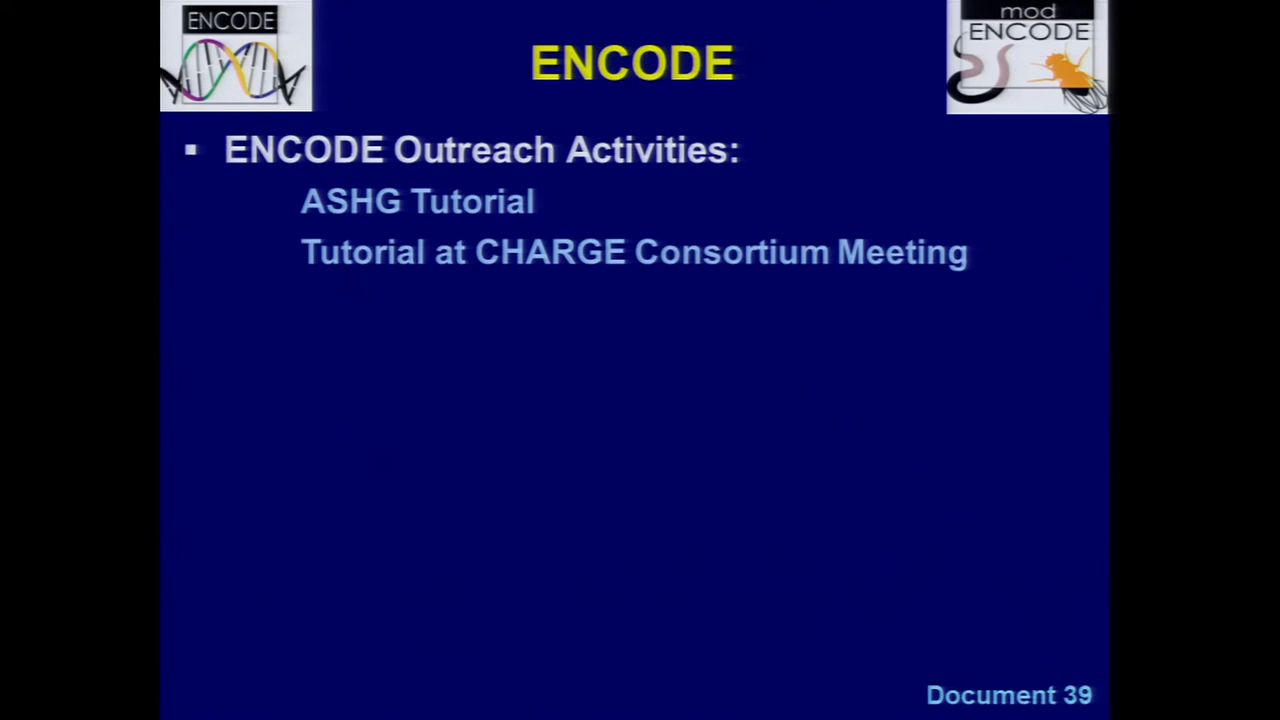 ENCODE
ENCODE
mod
ENCODE
▪ ENCODE Outreach Activities:
ASHG Tutorial
Tutorial at CHARGE Consortium Meeting
Document 39